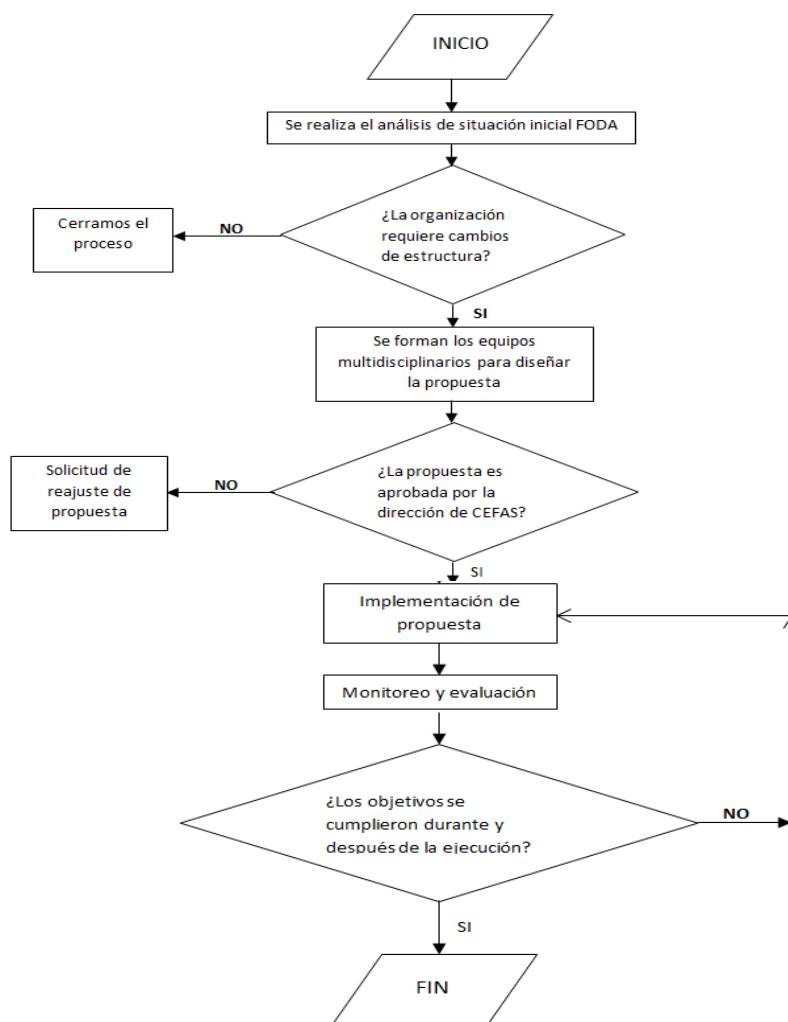 INICIO
Se realiza el análisis de situación inicial FODA
¿La organización
requiere cambios
de estructura?
NO
Cerramos el
proceso
SI
Se forman los equipos
multidisciplinarios para diseñar
la propuesta
¿La propuesta es
aprobada por la
dirección de CEFAS?
NO
Solicitud de
reajuste de
propuesta
SI
Implementación de
propuesta
Monitoreo y evaluación
¿Los objetivos se
cumplieron durante y
después de la ejecución?
NO
SI
FIN